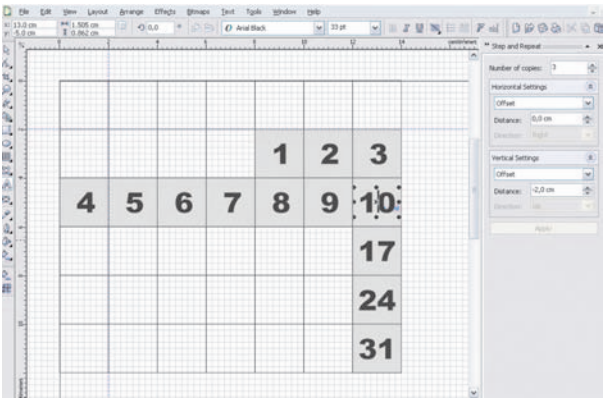 File Edit View Layout Arrange Effects Bitmaps Text Tools Window Help
x: 13.0 cm 1.505 cm 0,0 Arial Black 33 pt
y: -5.0 cm 0.862 cm
Step and Repeat
Number of copies: 3
Horizontal Settings
Offset
Distance: 0,0 cm
Direction: Right
Vertical Settings
Offset
Distance: -2,0 cm
Direction: Up
Apply
1 2 3
4 5 6 7 8 9 10
17
24
31